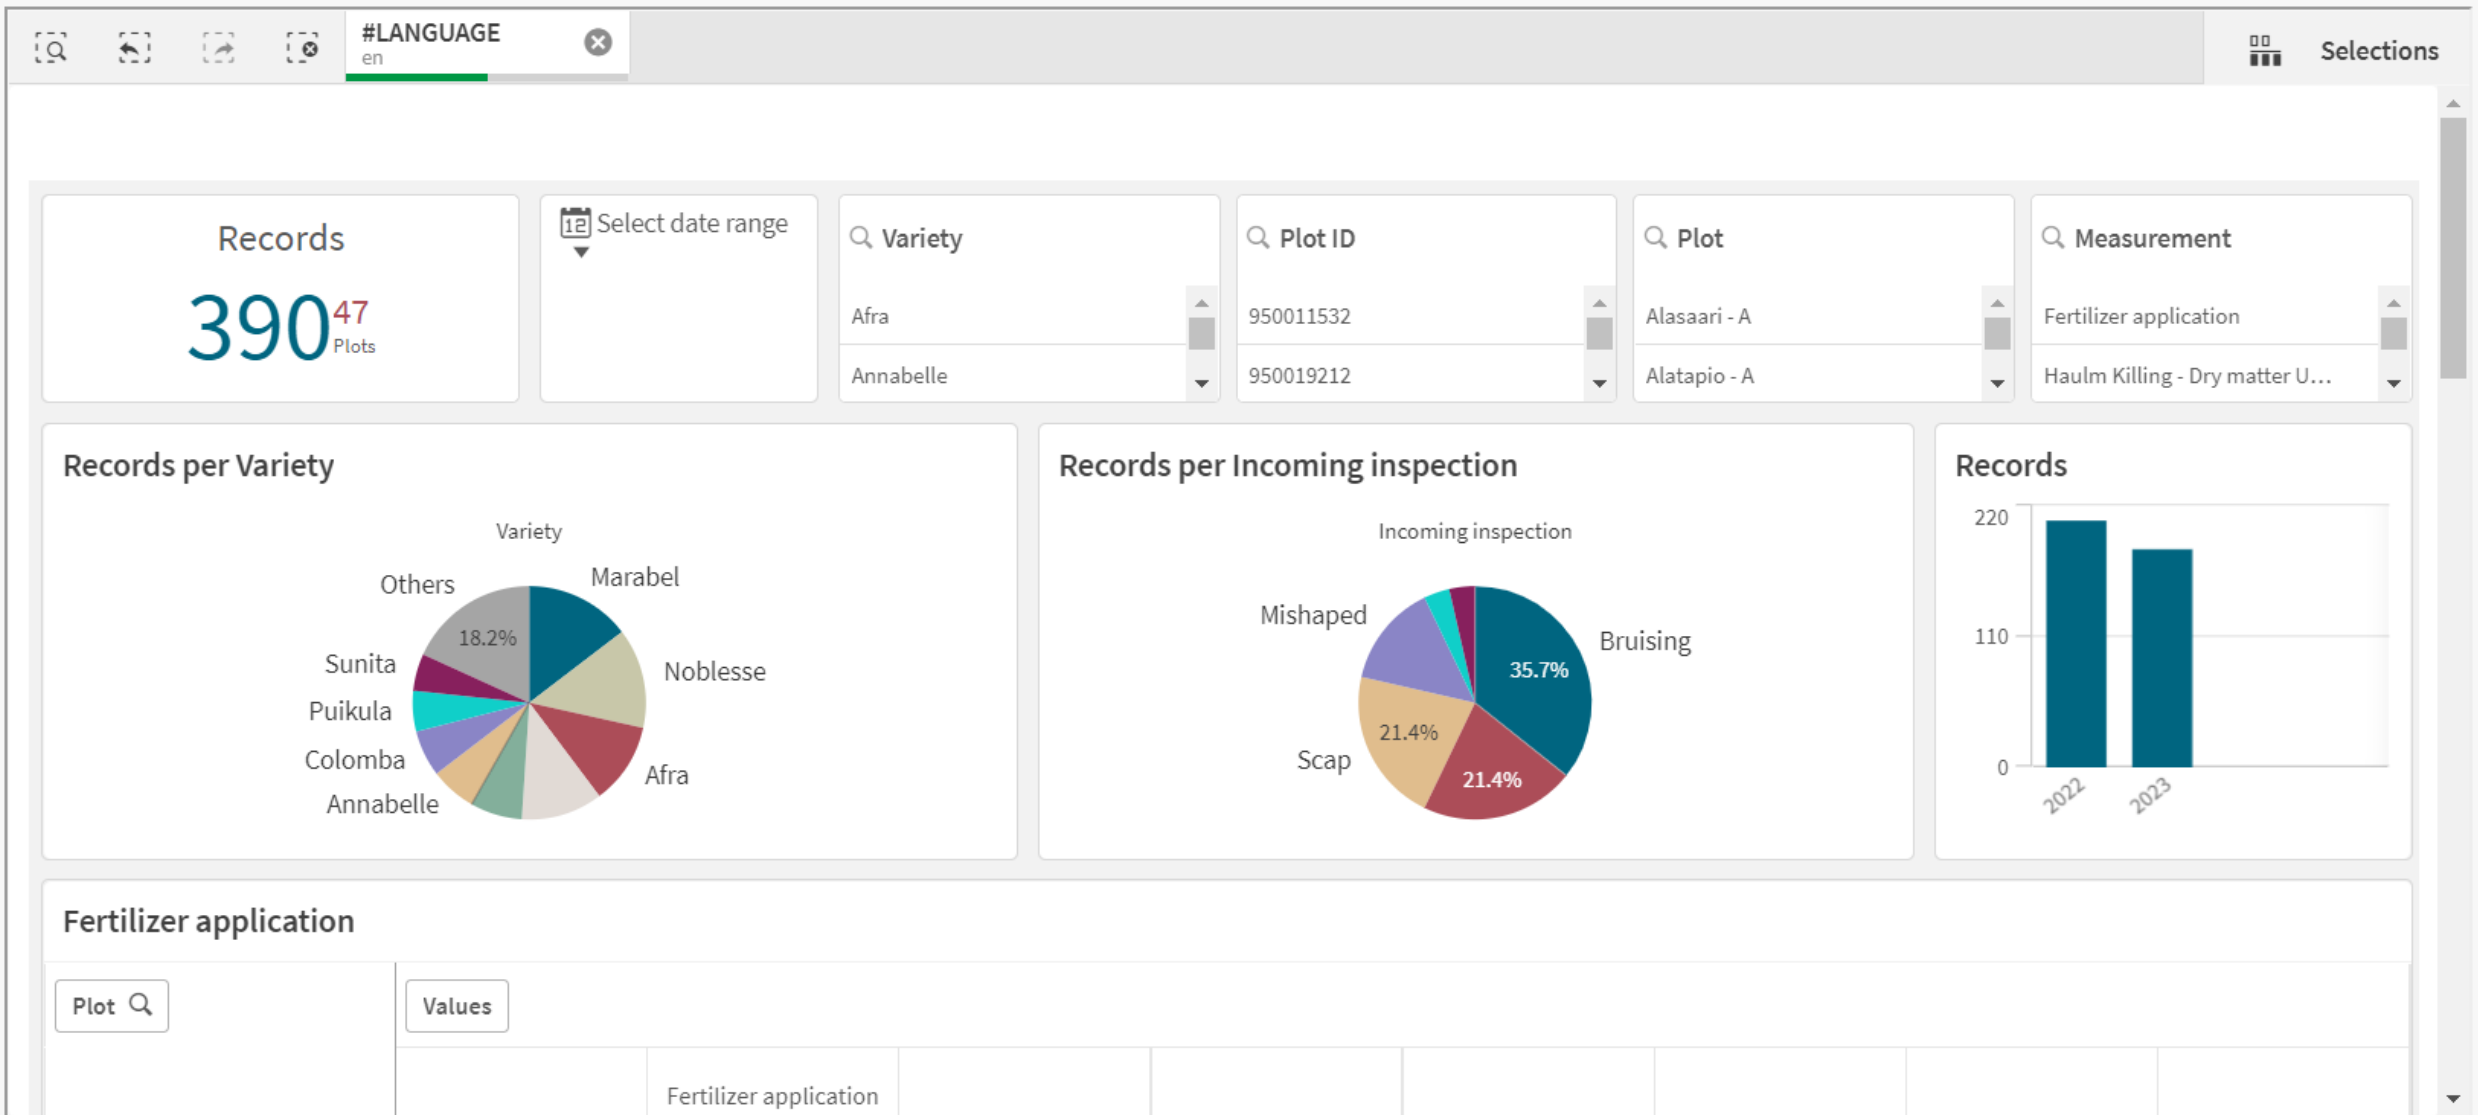 #LANGUAGE
en
Selections
Records
390
47
Plots
12
Select date range
Variety
Afra
Annabelle
Plot ID
950011532
950019212
Plot
Alasaari - A
Alatapio - A
Measurement
Fertilizer application
Haulm Killing - Dry matter U...
Records per Variety
Variety
Others
Marabel
18.2%
Sunita
Noblesse
Puikula
Colomba
Afra
Annabelle
Records per Incoming inspection
Incoming inspection
Mishaped
Bruising
35.7%
21.4%
Scap
21.4%
Records
220
110
0
2022
2023
Fertilizer application
Plot
Values
Fertilizer application